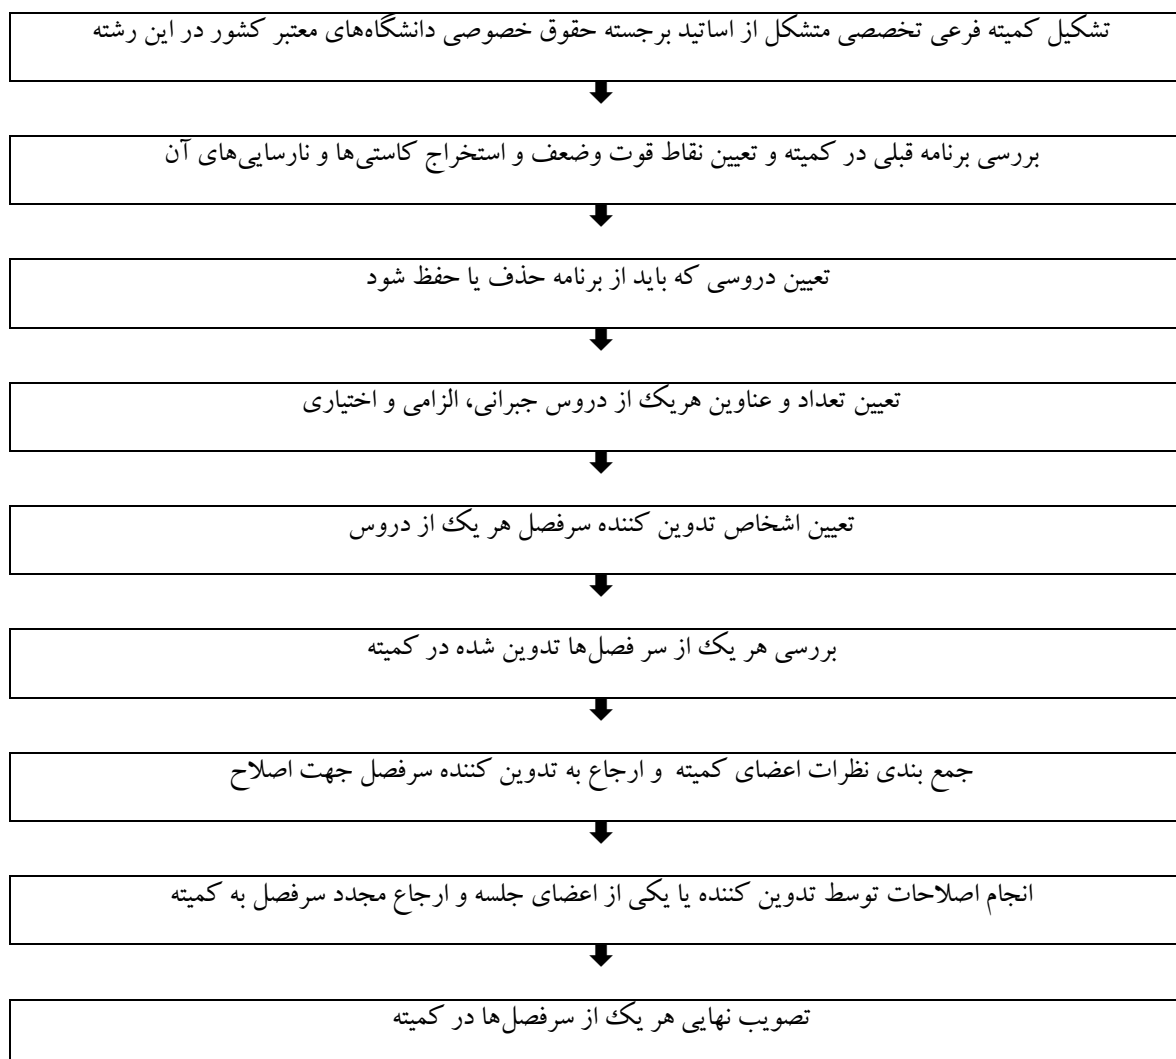 تشکیل کمیته فرعی تخصصی متشکل از اساتید برجسته حقوق خصوصی دانشگاه‌های معتبر کشور در این رشته
بررسی برنامه قبلی در کمیته و تعیین نقاط قوت وضعف و استخراج کاستی‌ها و نارسایی‌های آن
تعیین دروسی که باید از برنامه حذف یا حفظ شود
تعیین تعداد و عناوین هریک از دروس جبرانی، الزامی و اختیاری
تعیین اشخاص تدوین کننده سرفصل هر یک از دروس
بررسی هر یک از سر فصل‌ها تدوین شده در کمیته
جمع بندی نظرات اعضای کمیته و ارجاع به تدوین کننده سرفصل جهت اصلاح
انجام اصلاحات توسط تدوین کننده یا یکی از اعضای جلسه و ارجاع مجدد سرفصل به کمیته
تصویب نهایی هر یک از سرفصل‌ها در کمیته